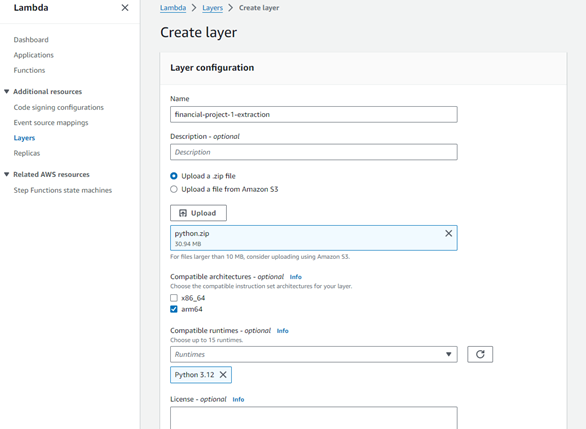 Lambda
Dashboard
Applications
Functions
Additional resources
Code signing configurations
Event source mappings
Layers
Replicas
Related AWS resources
Step Functions state machines
Lambda > Layers > Create layer
Create layer
Layer configuration
Name
financial-project-1-extraction
Description - optional
Description
Upload a .zip file
Upload a file from Amazon S3
Upload
python.zip
30.94 MB
For files larger than 10 MB, consider uploading using Amazon S3.
Compatible architectures - optional Info
Choose the compatible instruction set architectures for your layer.
x86_64
arm64
Compatible runtimes - optional Info
Choose up to 15 runtimes.
Runtimes
Python 3.12
License - optional Info